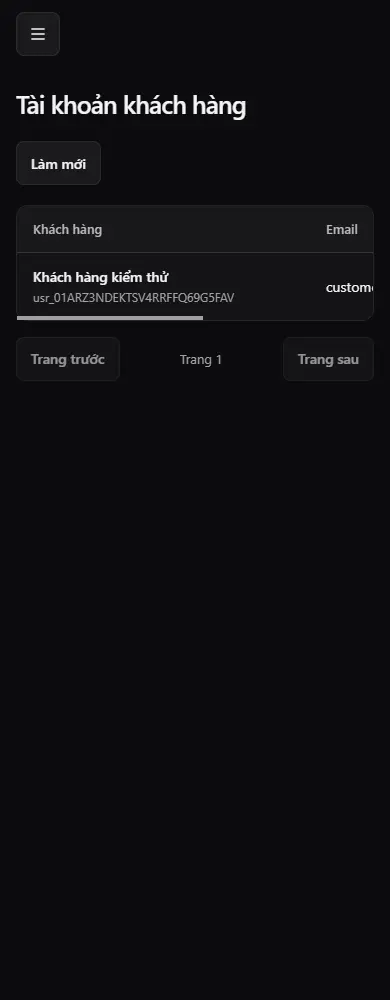 Tài khoản khách hàng
Làm mới
Khách hàng Email
Khách hàng kiểm thử
usr_01ARZ3NDEKTSV4RRFFQ69G5FAV
custome
Trang trước Trang 1 Trang sau